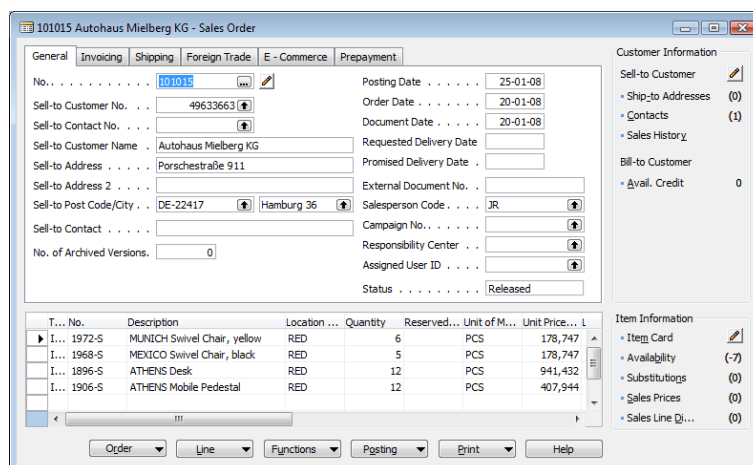 101015 Autohaus Mielberg KG - Sales Order
General Invoicing Shipping Foreign Trade E - Commerce Prepayment
No. . . . . . . . . . . . 101015 ...
Sell-to Customer No. . . . 49633663
Sell-to Contact No. . . . .
Sell-to Customer Name . Autohaus Mielberg KG
Sell-to Address . . . . . Porschestraße 911
Sell-to Address 2 . . . . .
Sell-to Post Code/City . . DE-22417 Hamburg 36
Sell-to Contact . . . . .
No. of Archived Versions. 0
Posting Date . . . . . . 25-01-08
Order Date . . . . . . . 20-01-08
Document Date . . . . . 20-01-08
Requested Delivery Date
Promised Delivery Date .
External Document No. .
Salesperson Code . . . . JR
Campaign No. . . . . . .
Responsibility Center . .
Assigned User ID . . . .
Status . . . . . . . . . Released
T... No. Description Location ... Quantity Reserved... Unit of M... Unit Price... L
I... 1972-S MUNICH Swivel Chair, yellow RED 6 PCS 178,747
I... 1968-S MEXICO Swivel Chair, black RED 5 PCS 178,747
I... 1896-S ATHENS Desk RED 12 PCS 941,432
I... 1906-S ATHENS Mobile Pedestal RED 12 PCS 407,944
Order Line Functions Posting Print Help
Customer Information
Sell-to Customer
Ship-to Addresses (0)
Contacts (1)
Sales History
Bill-to Customer
Avail. Credit 0
Item Information
Item Card
Availability (-7)
Substitutions (0)
Sales Prices (0)
Sales Line Di... (0)